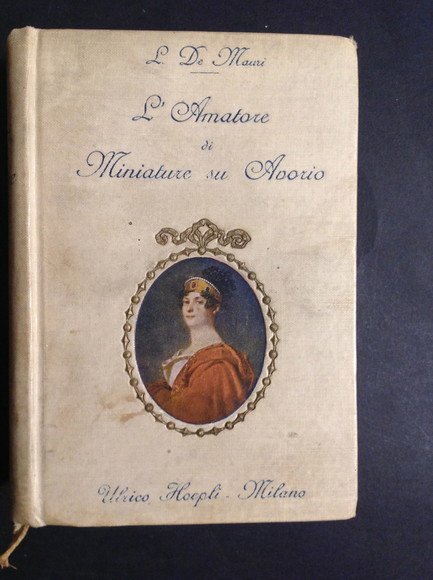 L. De Mauri
L' Amatore
di
Miniature su Avorio
Ulrico Hoepli - Milano